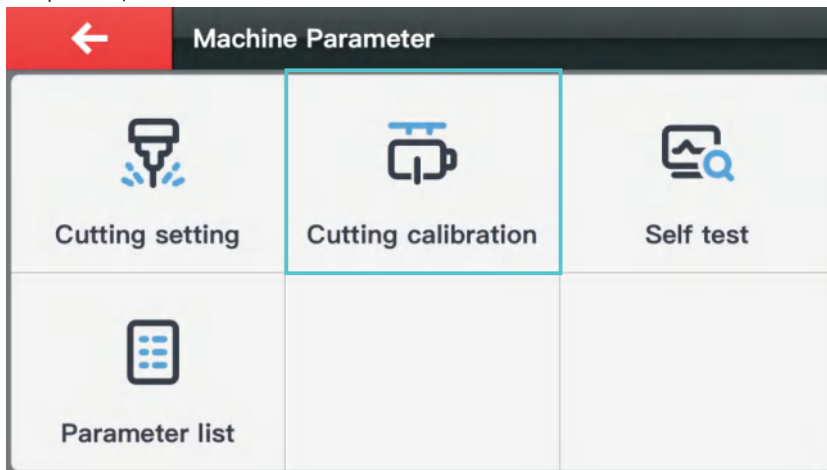 Machine Parameter
Cutting setting
Cutting calibration
Self test
Parameter list